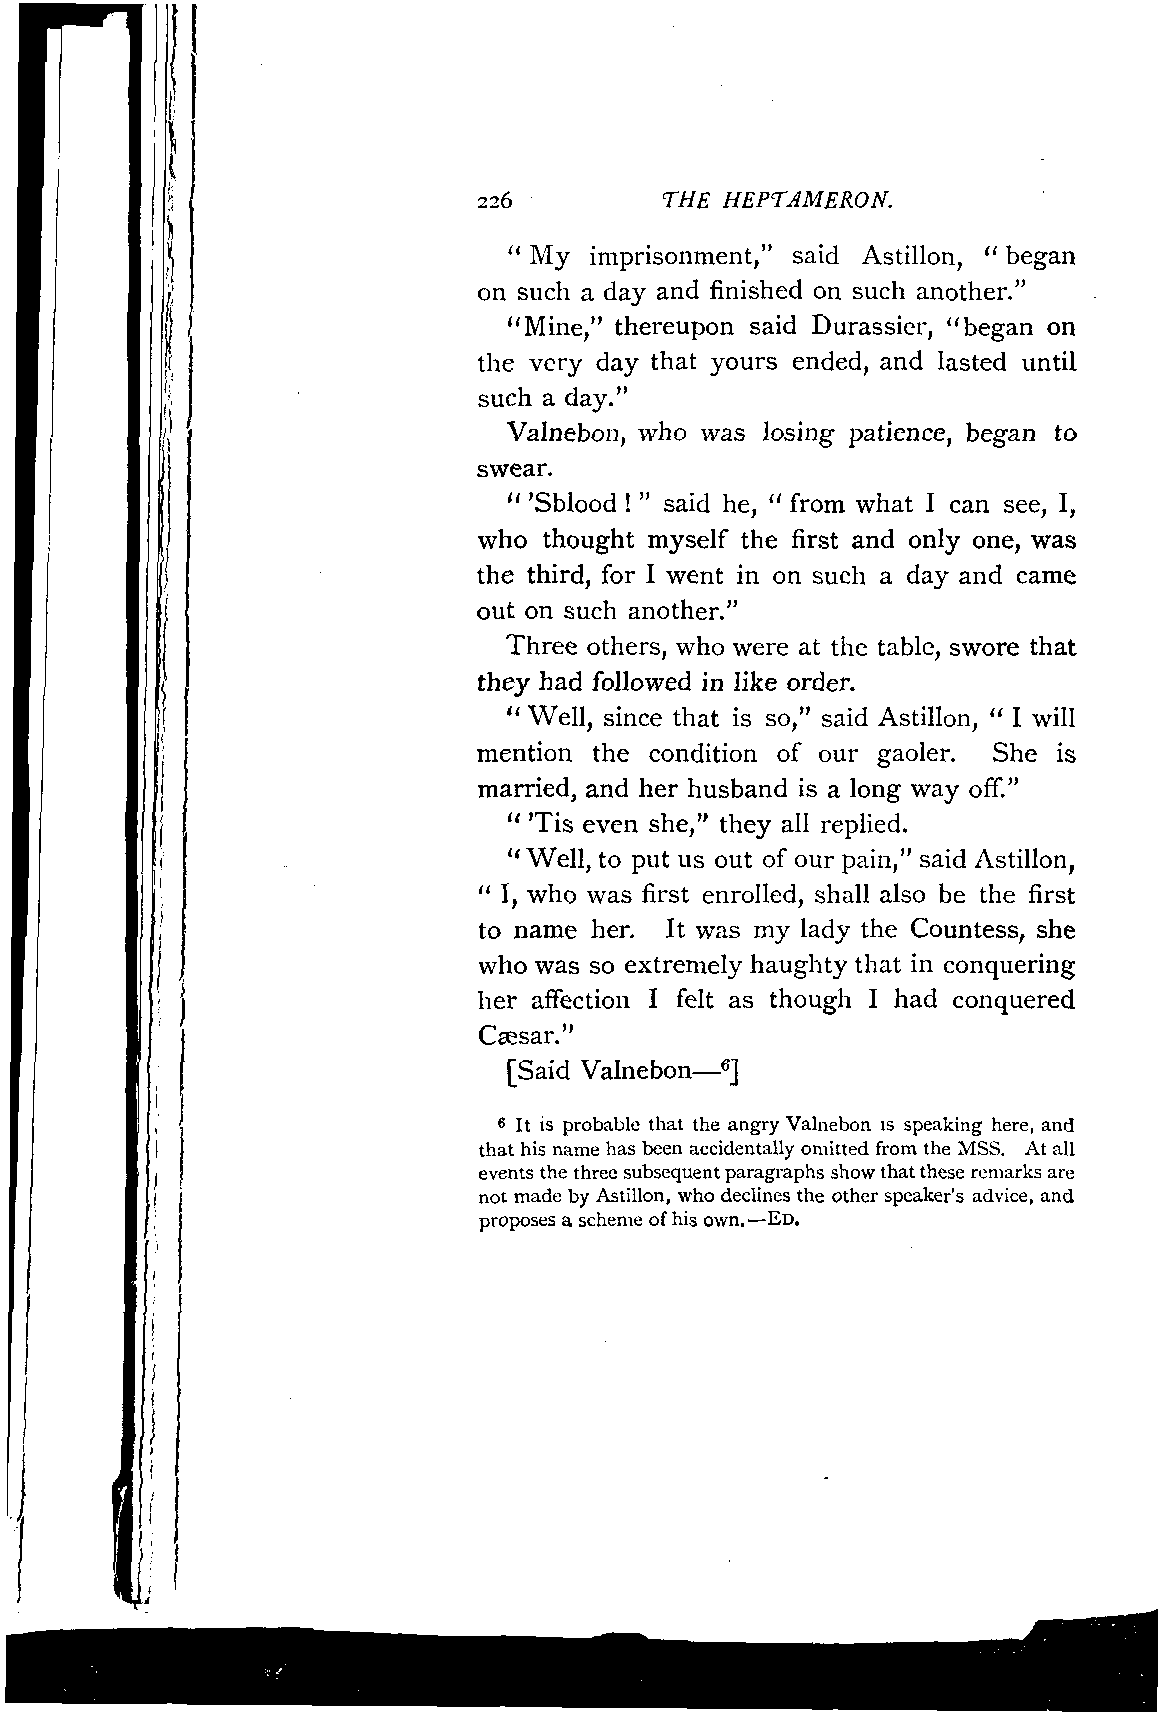 226 THE HEPTAMERON.
" My imprisonment," said Astillon, " began
on such a day and finished on such another."
"Mine," thereupon said Durassier, "began on
the very day that yours ended, and lasted until
such a day."
Valnebon, who was losing patience, began to
swear.
" 'Sblood ! " said he, " from what I can see, I,
who thought myself the first and only one, was
the third, for I went in on such a day and came
out on such another."
Three others, who were at the table, swore that
they had followed in like order.
" Well, since that is so," said Astillon, " I will
mention the condition of our gaoler. She is
married, and her husband is a long way off."
" 'Tis even she," they all replied.
" Well, to put us out of our pain," said Astillon,
" I, who was first enrolled, shall also be the first
to name her. It was my lady the Countess, she
who was so extremely haughty that in conquering
her affection I felt as though I had conquered
Cæsar."
[Said Valnebon—⁶]
⁶ It is probable that the angry Valnebon is speaking here, and
that his name has been accidentally omitted from the MSS. At all
events the three subsequent paragraphs show that these remarks are
not made by Astillon, who declines the other speaker's advice, and
proposes a scheme of his own.—ED.